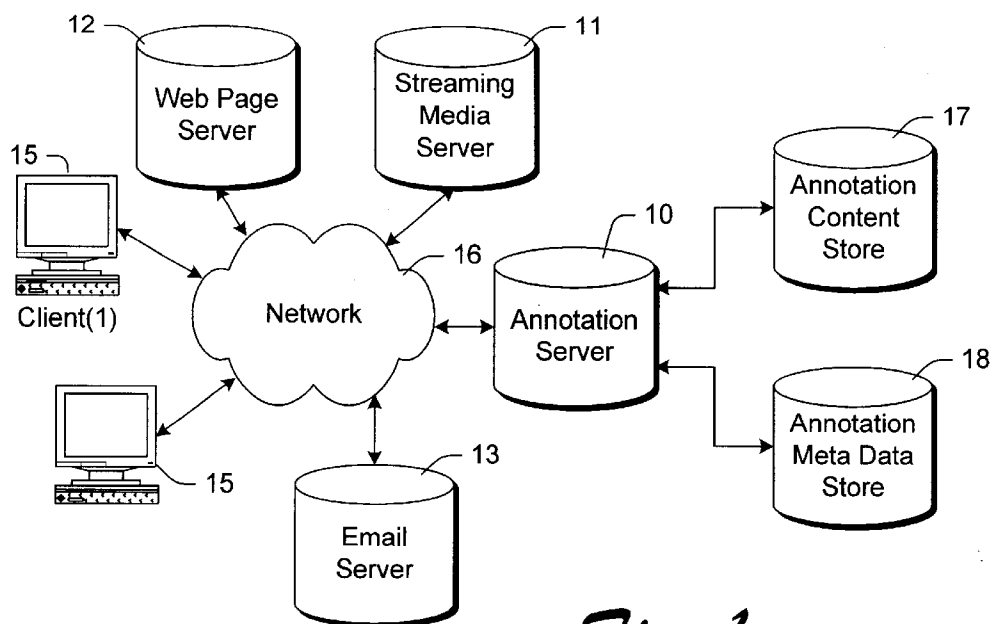 12
11
Web Page
Server
Streaming
Media
Server
17
15
Annotation
Content
Store
10
16
Client(1)
Network
Annotation
Server
18
Annotation
Meta Data
Store
15
13
Email
Server